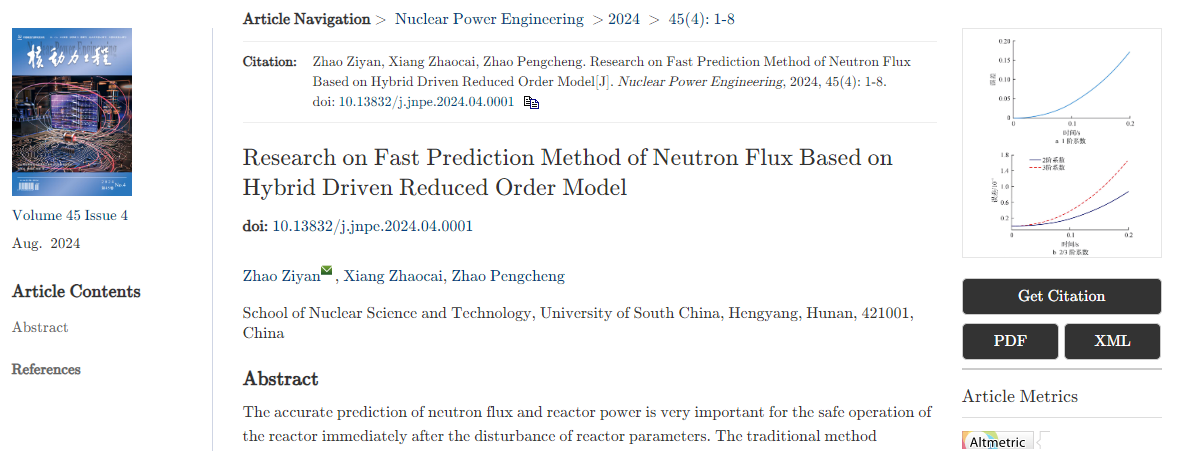 Article Navigation > Nuclear Power Engineering > 2024 > 45(4): 1-8
核动力工程
Volume 45 Issue 4
Aug. 2024
Article Contents
Abstract
References
Citation: Zhao Ziyan, Xiang Zhaocai, Zhao Pengcheng. Research on Fast Prediction Method of Neutron Flux
Based on Hybrid Driven Reduced Order Model[J]. Nuclear Power Engineering, 2024, 45(4): 1-8.
doi: 10.13832/j.jnpe.2024.04.0001
Research on Fast Prediction Method of Neutron Flux Based on
Hybrid Driven Reduced Order Model
doi: 10.13832/j.jnpe.2024.04.0001
Zhao Ziyan , Xiang Zhaocai, Zhao Pengcheng
School of Nuclear Science and Technology, University of South China, Hengyang, Hunan, 421001,
China
Abstract
The accurate prediction of neutron flux and reactor power is very important for the safe operation of
the reactor immediately after the disturbance of reactor parameters. The traditional method
0.20
0.15
0.10
0.05
0
0 0.1 0.2
时间/s
a 1阶系数
1.8
1.4
1.0
0.6
0.2
2阶系数
3阶系数
0 0.1 0.2
时间/s
b 2/3阶系数
Get Citation
PDF XML
Article Metrics
Altmetric